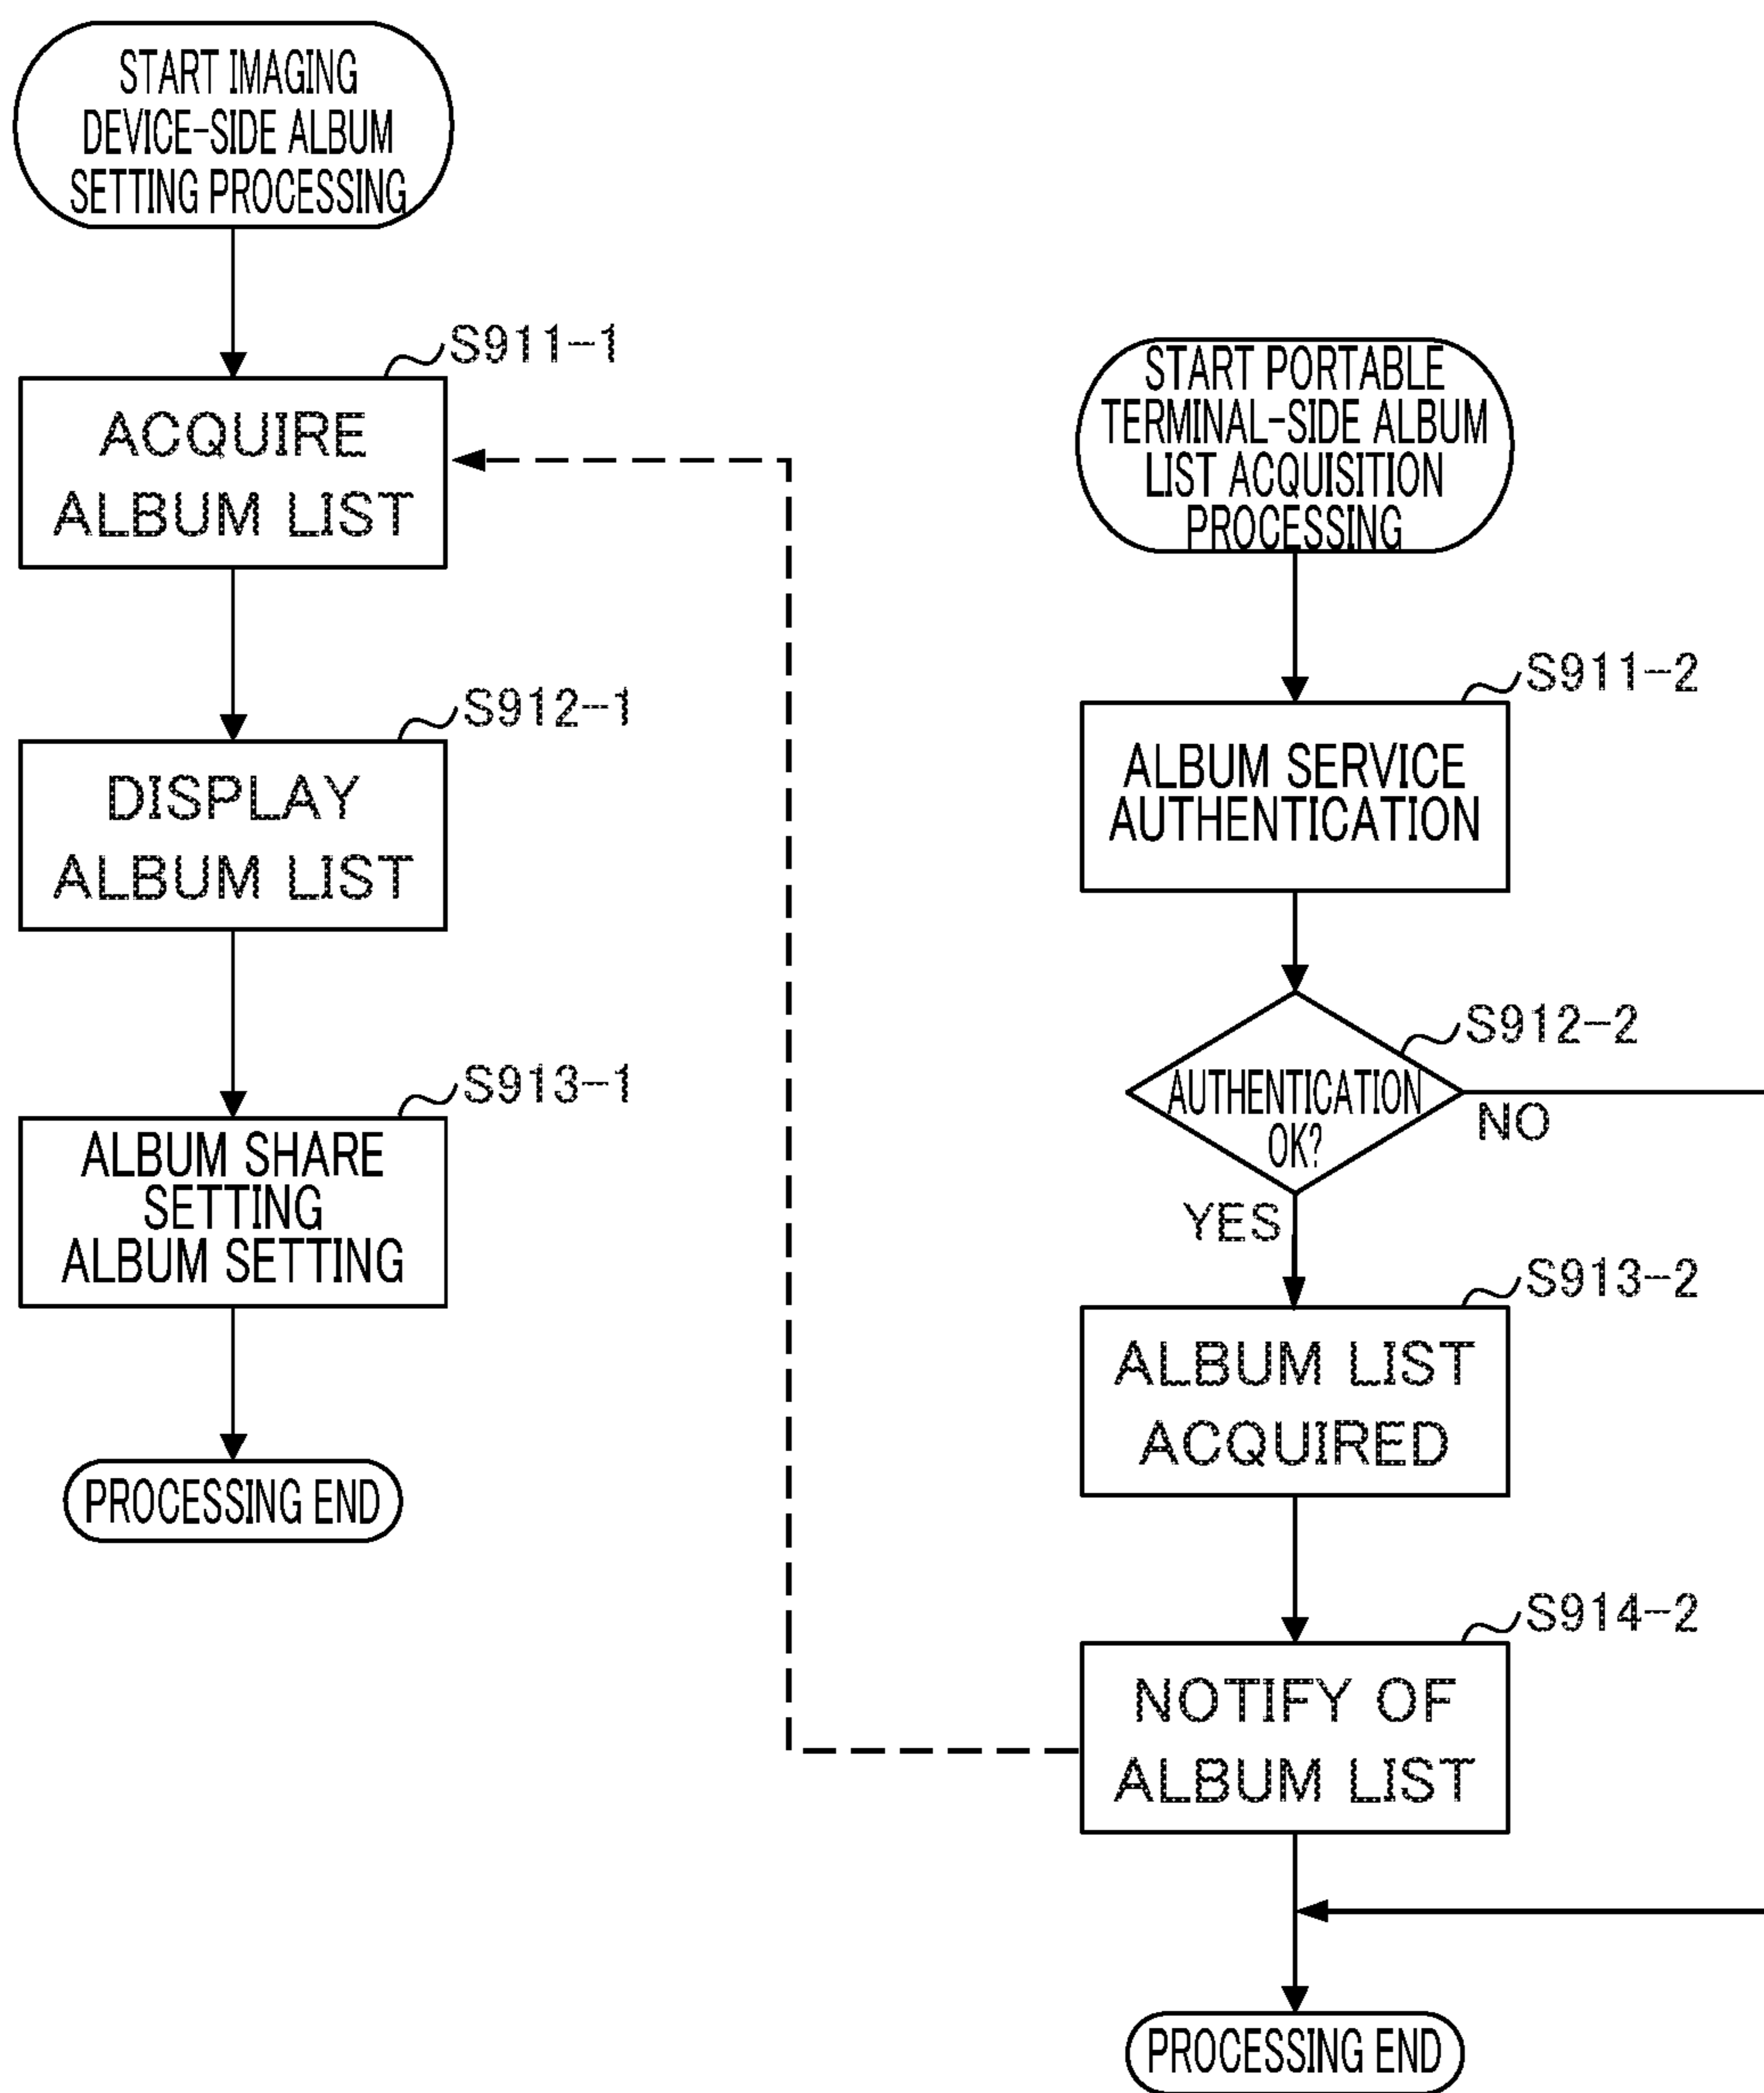 START IMAGING
DEVICE-SIDE ALBUM
SETTING PROCESSING
S911-1
ACQUIRE
ALBUM LIST
S912-1
DISPLAY
ALBUM LIST
S913-1
ALBUM SHARE
SETTING
ALBUM SETTING
PROCESSING END
START PORTABLE
TERMINAL-SIDE ALBUM
LIST ACQUISITION
PROCESSING
S911-2
ALBUM SERVICE
AUTHENTICATION
S912-2
AUTHENTICATION
OK?
NO
YES
S913-2
ALBUM LIST
ACQUIRED
S914-2
NOTIFY OF
ALBUM LIST
PROCESSING END